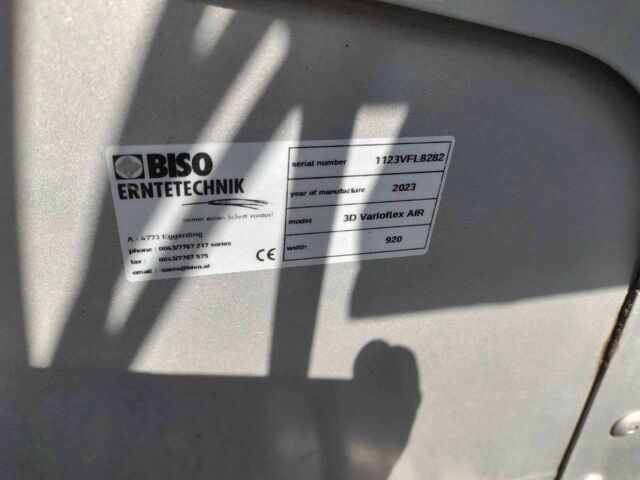 BISO
ERNTETECHNIK
immer einen Schritt voraus!
A - 4773 Eggerding
phone : 0043/7767 217 series
fax : 0043/7767 575
email : sales@biso.at
CE
serial number 1123VFL8282
year of manufacture 2023
model 3D Varioflex AIR
width 920